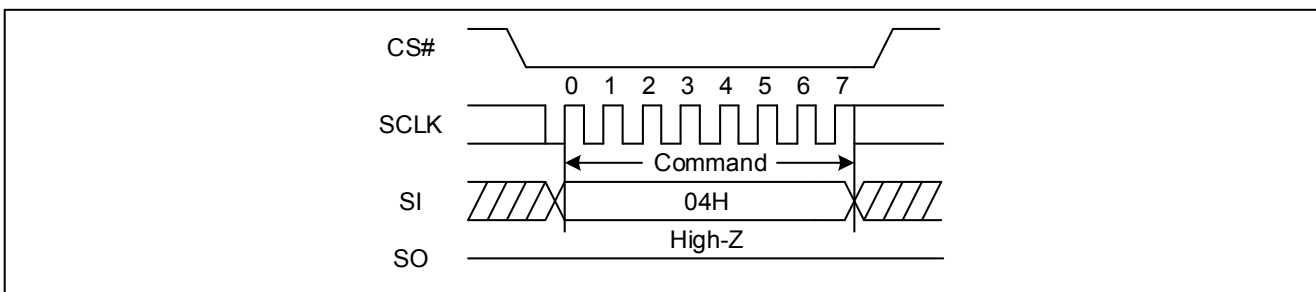 CS#
0 1 2 3 4 5 6 7
SCLK
Command
SI
04H
High-Z
SO